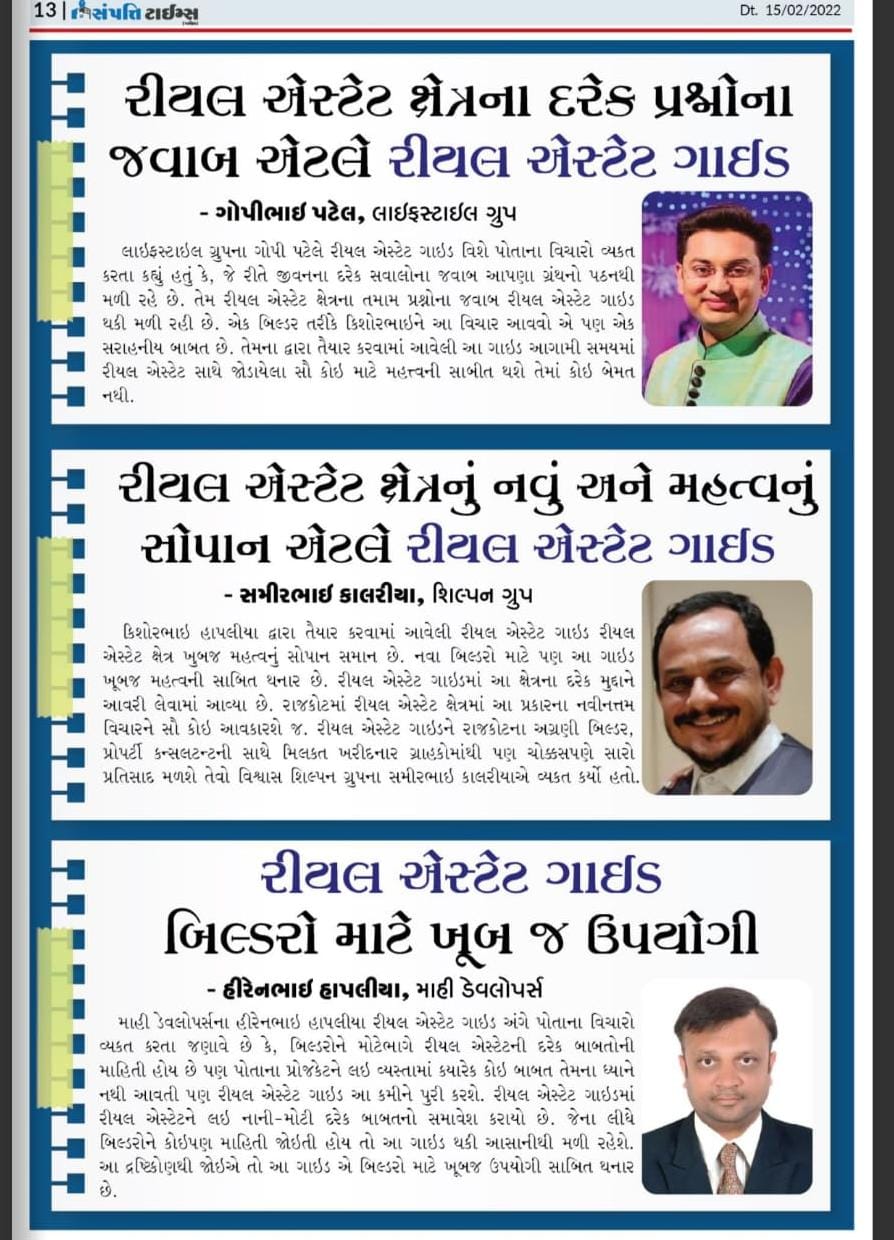 13 | સંપત્તિ ટાઈમ્સ
Dt. 15/02/2022
રીયલ એસ્ટેટ ક્ષેત્રના દરેક પ્રશ્નોના
જવાબ એટલે રીયલ એસ્ટેટ ગાઈડ
- ગોપીભાઇ પટેલ, લાઇફસ્ટાઇલ ગ્રુપ
લાઇફસ્ટાઇલ ગ્રુપના ગોપી પટેલે રીયલ એસ્ટેટ ગાઇડ વિશે પોતાના વિચારો વ્યકત
કરતા કહ્યું હતું કે, જે રીતે જીવનના દરેક સવાલોના જવાબ આપણા ગ્રંથનો પઠનથી
મળી રહે છે. તેમ રીયલ એસ્ટેટ ક્ષેત્રના તમામ પ્રશ્નોના જવાબ રીયલ એસ્ટેટ ગાઇડ
થકી મળી રહી છે. એક બિલ્ડર તરીકે કિશોરભાઇને આ વિચાર આવવો એ પણ એક
સરાહનીય બાબત છે. તેમના દ્વારા તૈયાર કરવામાં આવેલી આ ગાઇડ આગામી સમયમાં
રીયલ એસ્ટેટ સાથે જોડાયેલા સૌ કોઇ માટે મહત્ત્વની સાબીત થશે તેમાં કોઇ બેમત
નથી.
રીયલ એસ્ટેટ ક્ષેત્રનું નવું અને મહત્વનું
સોપાન એટલે રીયલ એસ્ટેટ ગાઈડ
- સમીરભાઇ કાલરીયા, શિલ્પન ગ્રુપ
કિશોરભાઇ હાપલીયા દ્વારા તૈયાર કરવામાં આવેલી રીયલ એસ્ટેટ ગાઇડ રીયલ
એસ્ટેટ ક્ષેત્ર ખુબજ મહત્વનું સોપાન સમાન છે. નવા બિલ્ડરો માટે પણ આ ગાઇડ
ખૂબજ મહત્વની સાબિત થનાર છે. રીયલ એસ્ટેટ ગાઇડમાં આ ક્ષેત્રના દરેક મુદ્દાને
આવરી લેવામાં આવ્યા છે. રાજકોટમાં રીયલ એસ્ટેટ ક્ષેત્રમાં આ પ્રકારના નવીનતમ
વિચારને સૌ કોઇ આવકારશે જ. રીયલ એસ્ટેટ ગાઇડને રાજકોટના અગ્રણી બિલ્ડર,
પ્રોપર્ટી કન્સલટન્ટની સાથે મિલકત ખરીદનાર ગ્રાહકોમાંથી પણ ચોક્કસપણે સારો
પ્રતિસાદ મળશે તેવો વિશ્વાસ શિલ્પન ગ્રુપના સમીરભાઇ કાલરીયાએ વ્યકત કર્યો હતો.
રીયલ એસ્ટેટ ગાઈડ
બિલ્ડરો માટે ખૂબ જ ઉપયોગી
- હીરેનભાઇ હાપલીયા, માહી ડેવલોપર્સ
માહી ડેવલોપર્સના હીરેનભાઇ હાપલીયા રીયલ એસ્ટેટ ગાઇડ અંગે પોતાના વિચારો
વ્યકત કરતા જણાવે છે કે, બિલ્ડરોને મોટેભાગે રીયલ એસ્ટેટની દરેક બાબતોની
માહિતી હોય છે પણ પોતાના પ્રોજકેટને લઇ વ્યસ્તામાં કયારેક કોઇ બાબત તેમના ધ્યાને
નથી આવતી પણ રીયલ એસ્ટેટ ગાઇડ આ કમીને પુરી કરશે. રીયલ એસ્ટેટ ગાઇડમાં
રીયલ એસ્ટેટને લઇ નાની-મોટી દરેક બાબતનો સમાવેશ કરાયો છે. જેના લીધે
બિલ્ડરોને કોઇપણ માહિતી જોઇતી હોય તો આ ગાઇડ થકી આસાનીથી મળી રહેશે.
આ દ્રષ્ટિકોણથી જોઇએ તો આ ગાઇડ એ બિલ્ડરો માટે ખૂબજ ઉપયોગી સાબિત થનાર
છે.